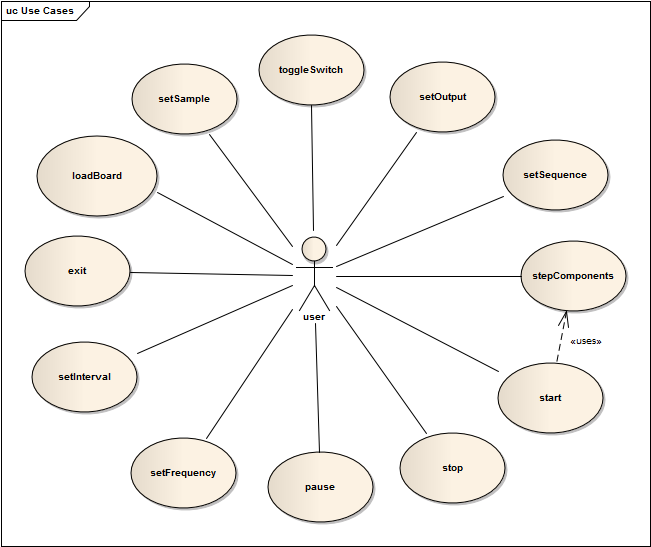 uc Use Cases
toggleSwitch
setSample
setOutput
loadBoard
setSequence
exit
stepComponents
user
«uses»
setInterval
start
setFrequency
stop
pause